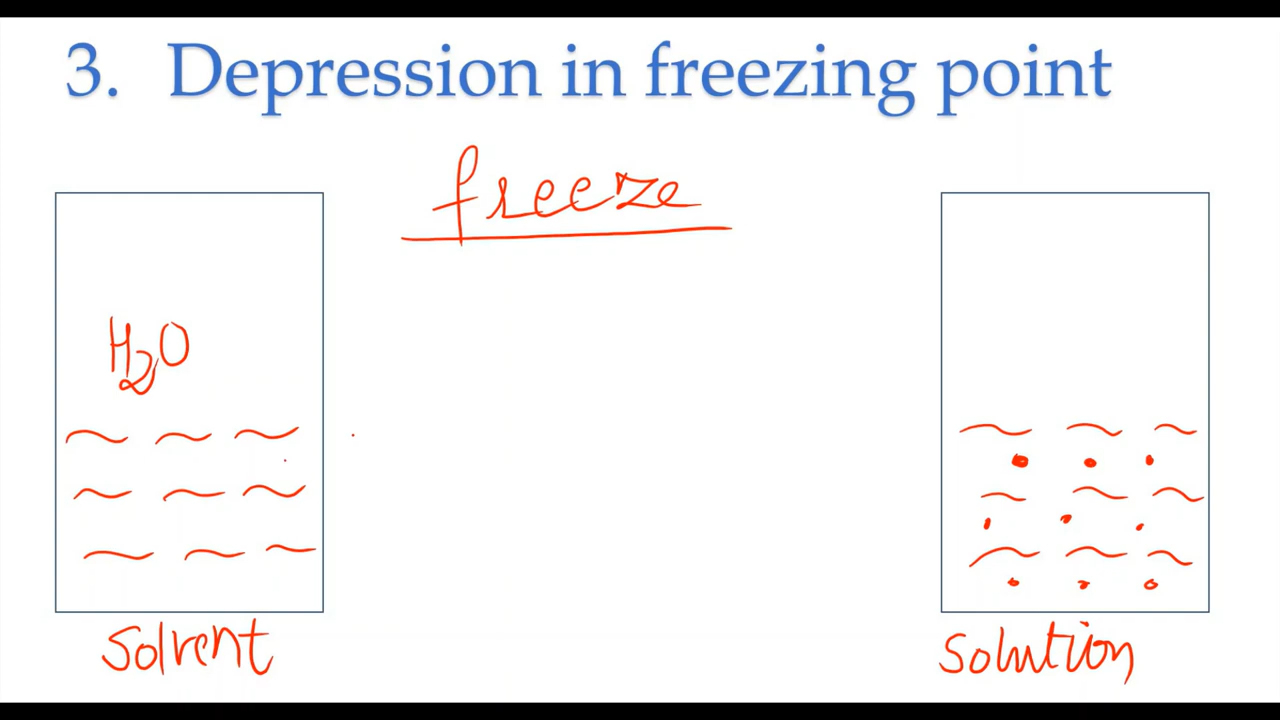 3. Depression in freezing point
freeze
H₂O
Solvent
Solution